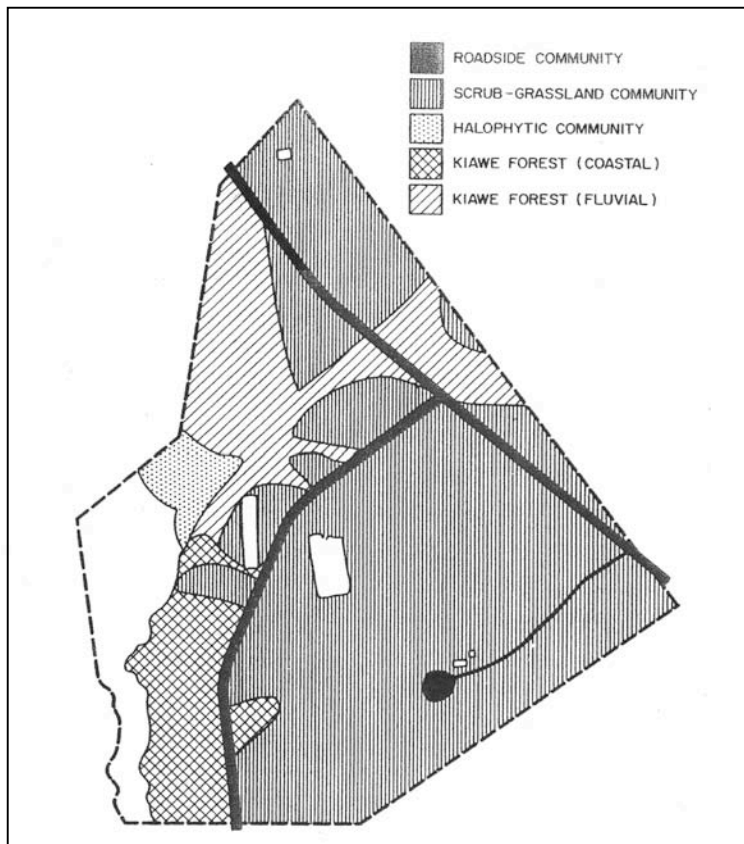 ROADSIDE COMMUNITY
SCRUB-GRASSLAND COMMUNITY
HALOPHYTIC COMMUNITY
KIAWE FOREST (COASTAL)
KIAWE FOREST (FLUVIAL)